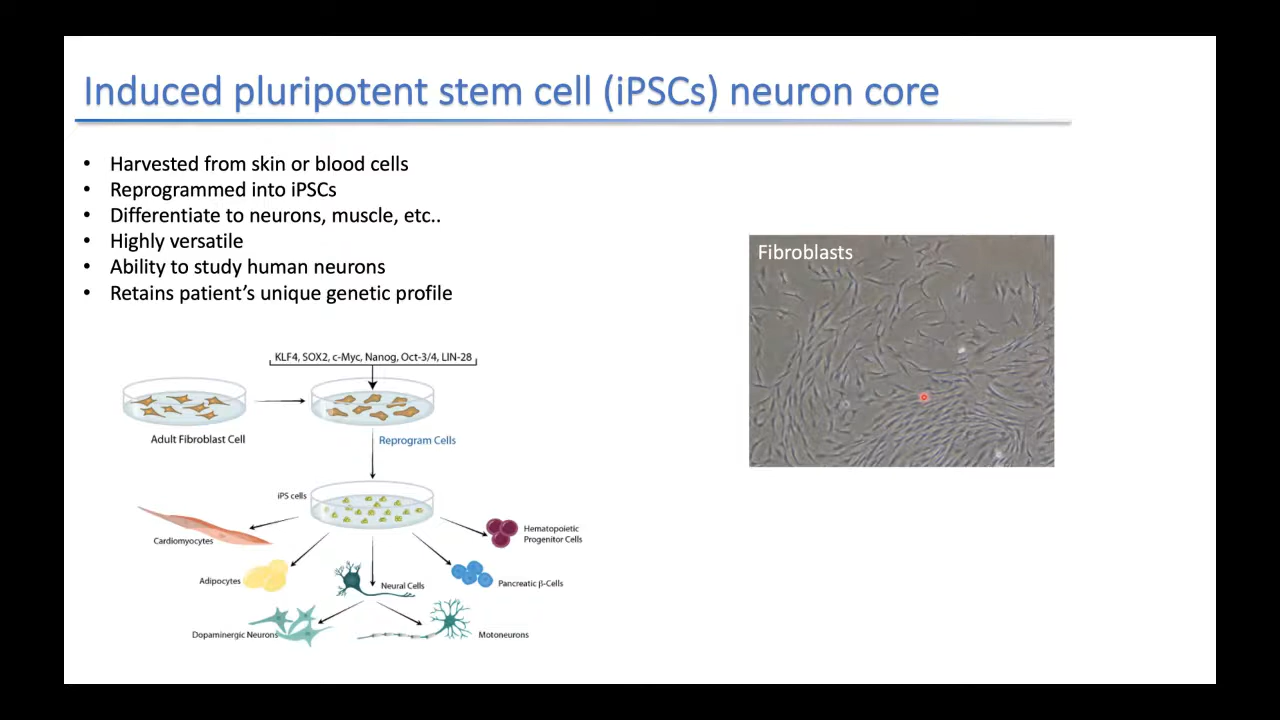 Induced pluripotent stem cell (iPSCs) neuron core
• Harvested from skin or blood cells
• Reprogrammed into iPSCs
• Differentiate to neurons, muscle, etc..
• Highly versatile
• Ability to study human neurons
• Retains patient’s unique genetic profile
Fibroblasts
KLF4, SOX2, c-Myc, Nanog, Oct-3/4, LIN-28
Adult Fibroblast Cell
Reprogram Cells
iPS cells
Cardiomyocytes
Hematopoietic
Progenitor Cells
Adipocytes
Neural Cells
Pancreatic β-Cells
Dopaminergic Neurons
Motoneurons